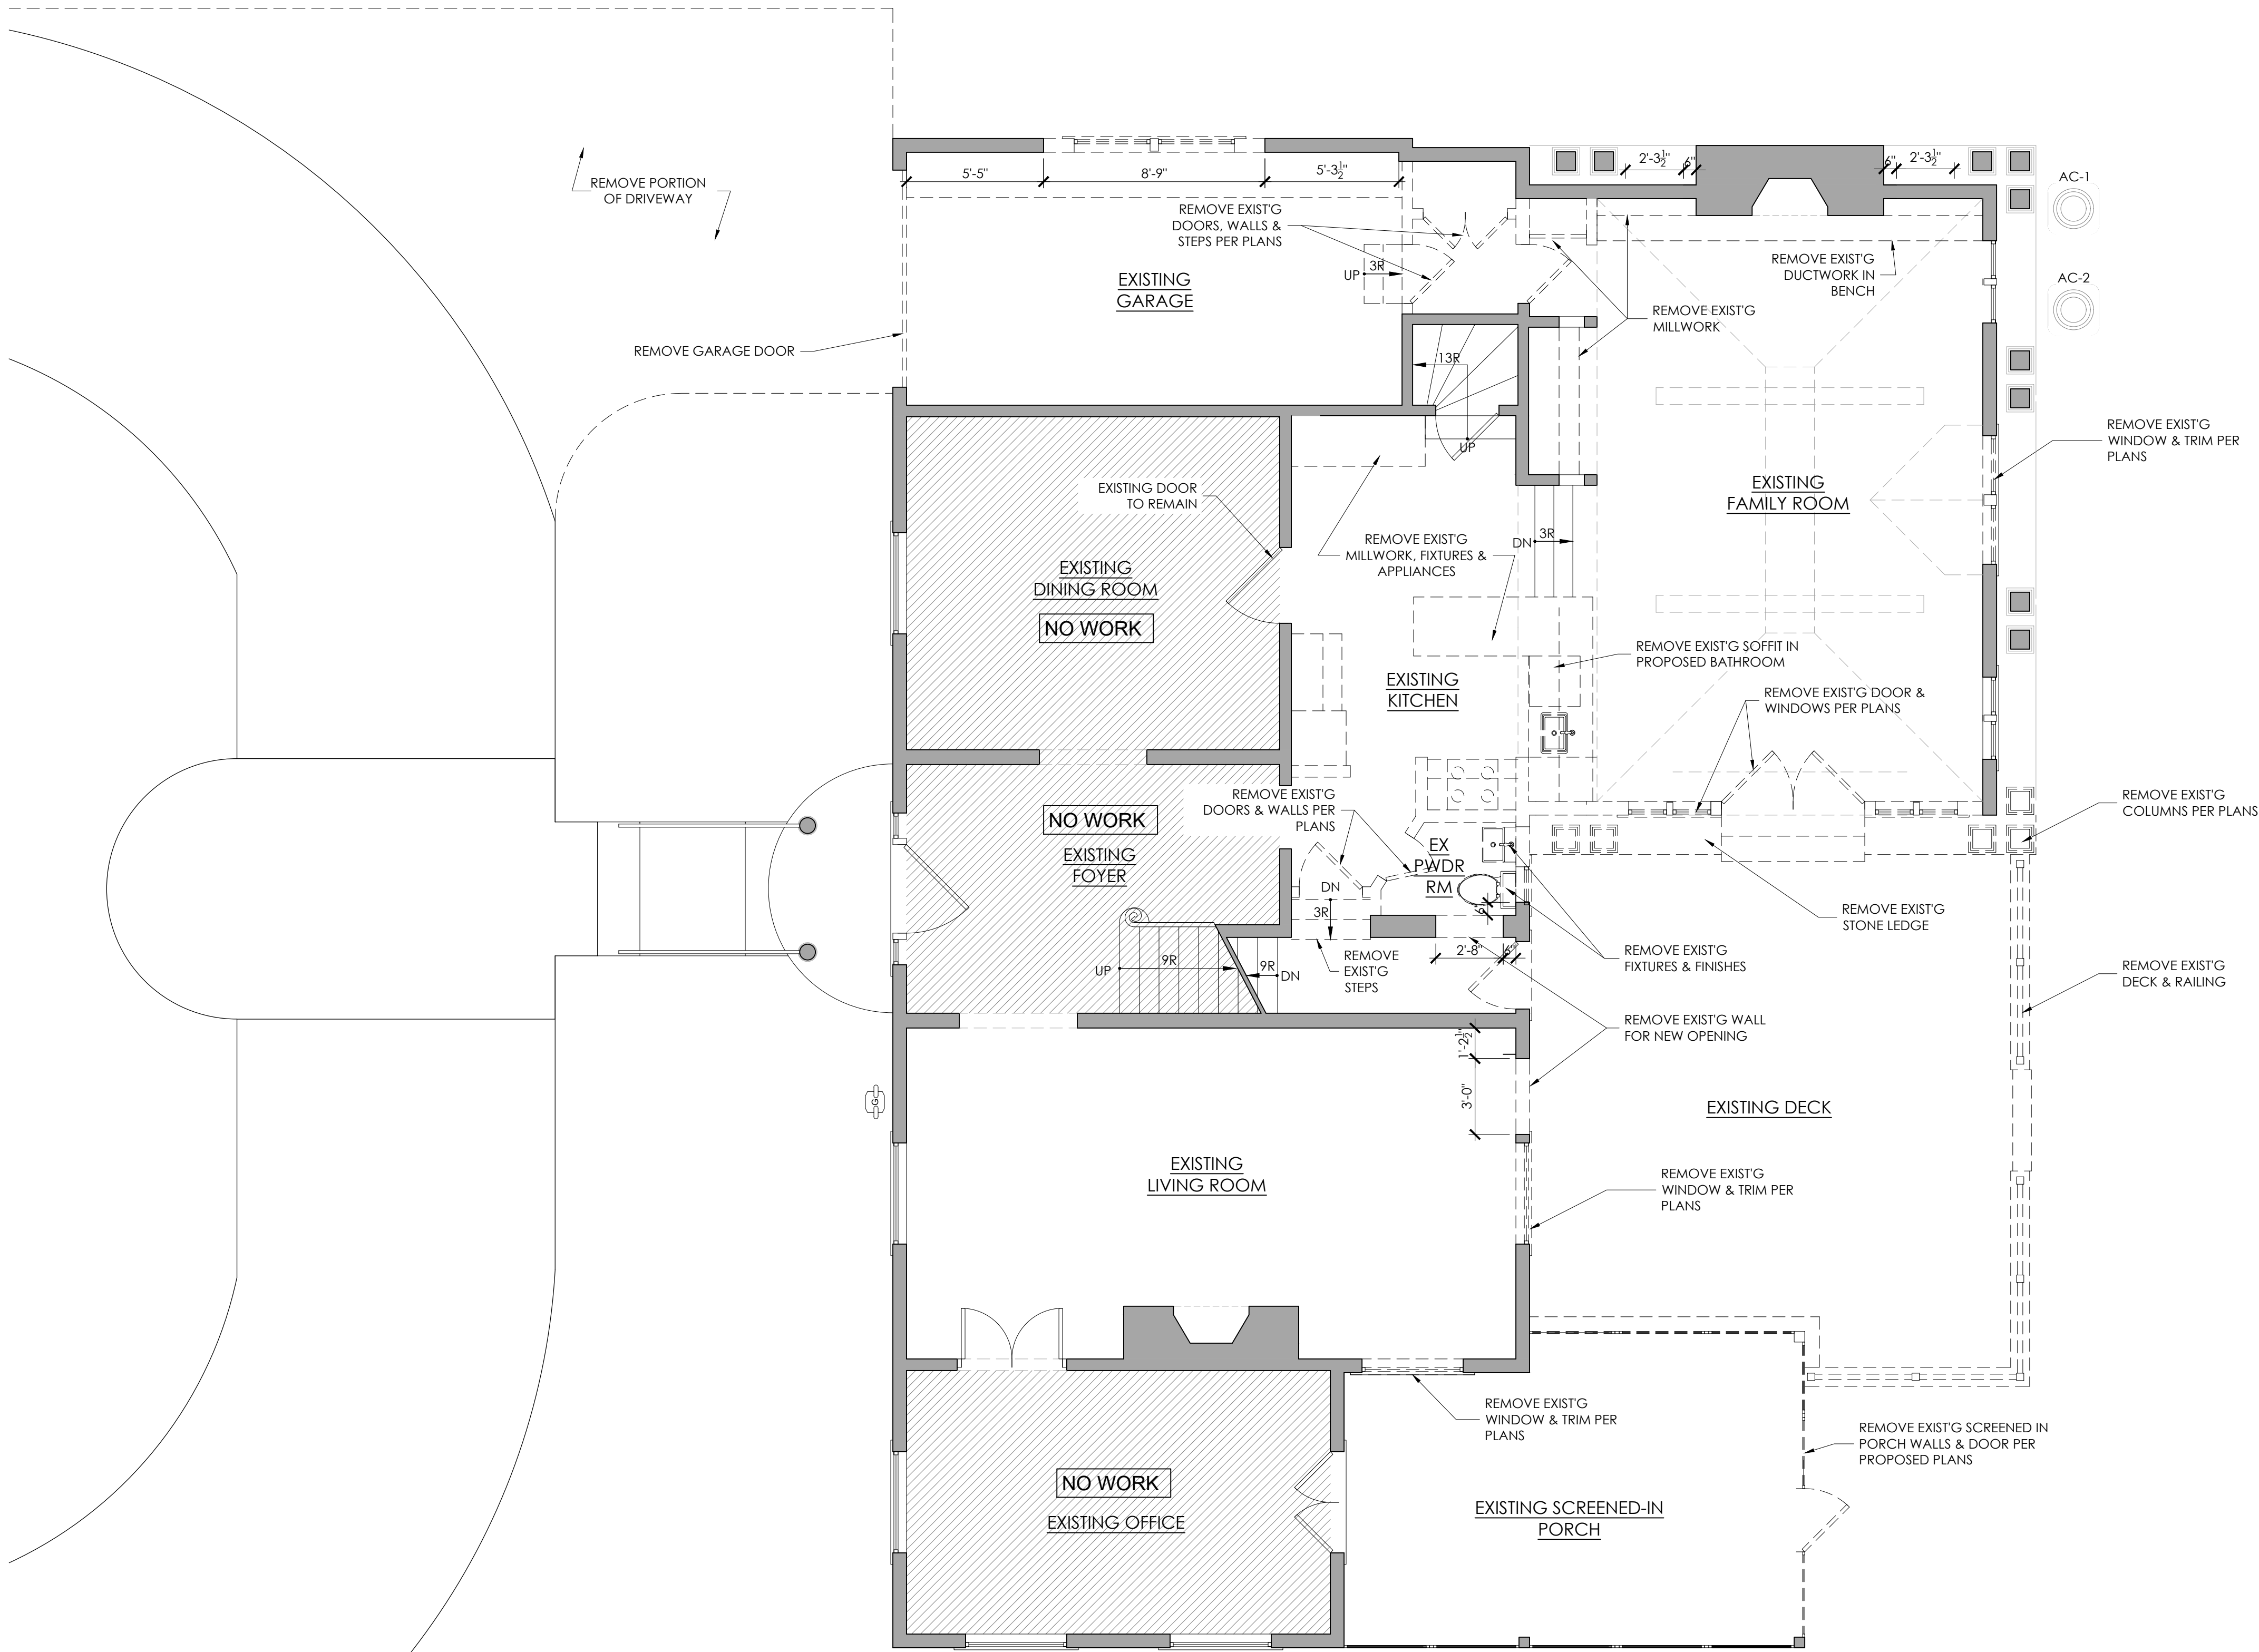 REMOVE PORTION
OF DRIVEWAY
5'-5"
8'-9"
5'-3½"
2'-3½"
6"
6"
2'-3½"
AC-1
AC-2
REMOVE EXIST'G
DOORS, WALLS &
STEPS PER PLANS
UP
3R
EXISTING
GARAGE
REMOVE GARAGE DOOR
REMOVE EXIST'G
DUCTWORK IN
BENCH
REMOVE EXIST'G
MILLWORK
13R
UP
REMOVE EXIST'G
WINDOW & TRIM PER
PLANS
EXISTING DOOR
TO REMAIN
EXISTING
FAMILY ROOM
REMOVE EXIST'G
MILLWORK, FIXTURES &
APPLIANCES
DN
3R
EXISTING
DINING ROOM
NO WORK
REMOVE EXIST'G SOFFIT IN
PROPOSED BATHROOM
EXISTING
KITCHEN
REMOVE EXIST'G DOOR &
WINDOWS PER PLANS
REMOVE EXIST'G
DOORS & WALLS PER
PLANS
REMOVE EXIST'G
COLUMNS PER PLANS
NO WORK
EXISTING
FOYER
EX
PWDR
RM
DN
3R
6"
REMOVE EXIST'G
STONE LEDGE
UP
9R
9R
DN
REMOVE
EXIST'G
STEPS
2'-8"
6"
REMOVE EXIST'G
FIXTURES & FINISHES
REMOVE EXIST'G
DECK & RAILING
REMOVE EXIST'G WALL
FOR NEW OPENING
1'-2½"
3'-0"
G
EXISTING DECK
EXISTING
LIVING ROOM
REMOVE EXIST'G
WINDOW & TRIM PER
PLANS
REMOVE EXIST'G
WINDOW & TRIM PER
PLANS
REMOVE EXIST'G SCREENED IN
PORCH WALLS & DOOR PER
PROPOSED PLANS
NO WORK
EXISTING OFFICE
EXISTING SCREENED-IN
PORCH